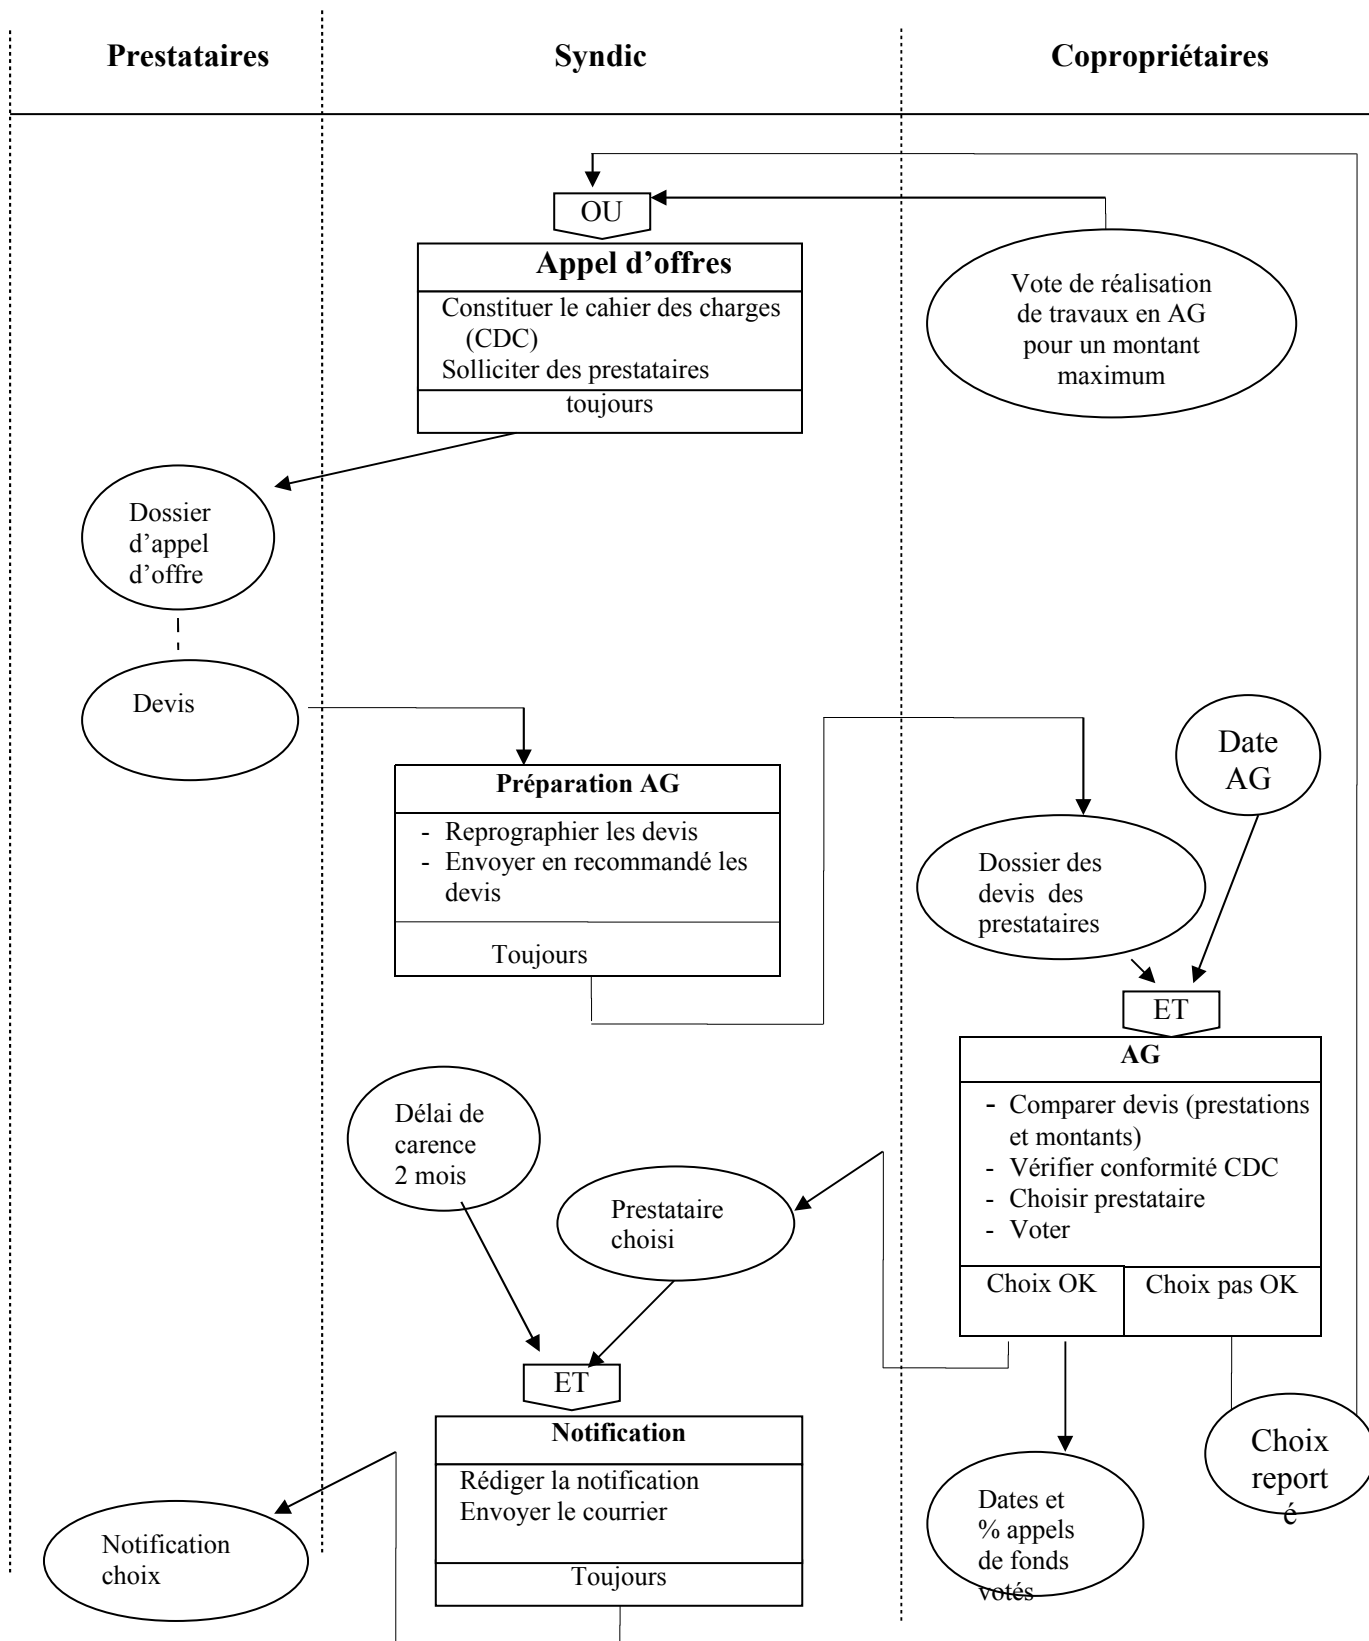 Prestataires
Syndic
Copropriétaires
OU
Appel d’offres
Constituer le cahier des charges
(CDC)
Solliciter des prestataires
toujours
Vote de réalisation
de travaux en AG
pour un montant
maximum
Dossier
d’appel
d’offre
Devis
Préparation AG
- Reprographier les devis
- Envoyer en recommandé les
devis
Toujours
Date
AG
Dossier des
devis des
prestataires
ET
AG
- Comparer devis (prestations
et montants)
- Vérifier conformité CDC
- Choisir prestataire
- Voter
Choix OK
Choix pas OK
Délai de
carence
2 mois
Prestataire
choisi
ET
Notification
Rédiger la notification
Envoyer le courrier
Toujours
Notification
choix
Dates et
% appels
de fonds
votés
Choix
report
é